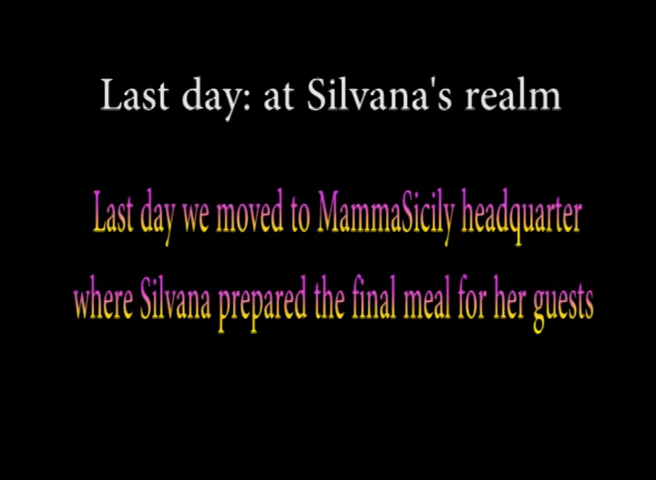 Last day: at Silvana's realm
Last day we moved to MammaSicily headquarter
where Silvana prepared the final meal for her guests